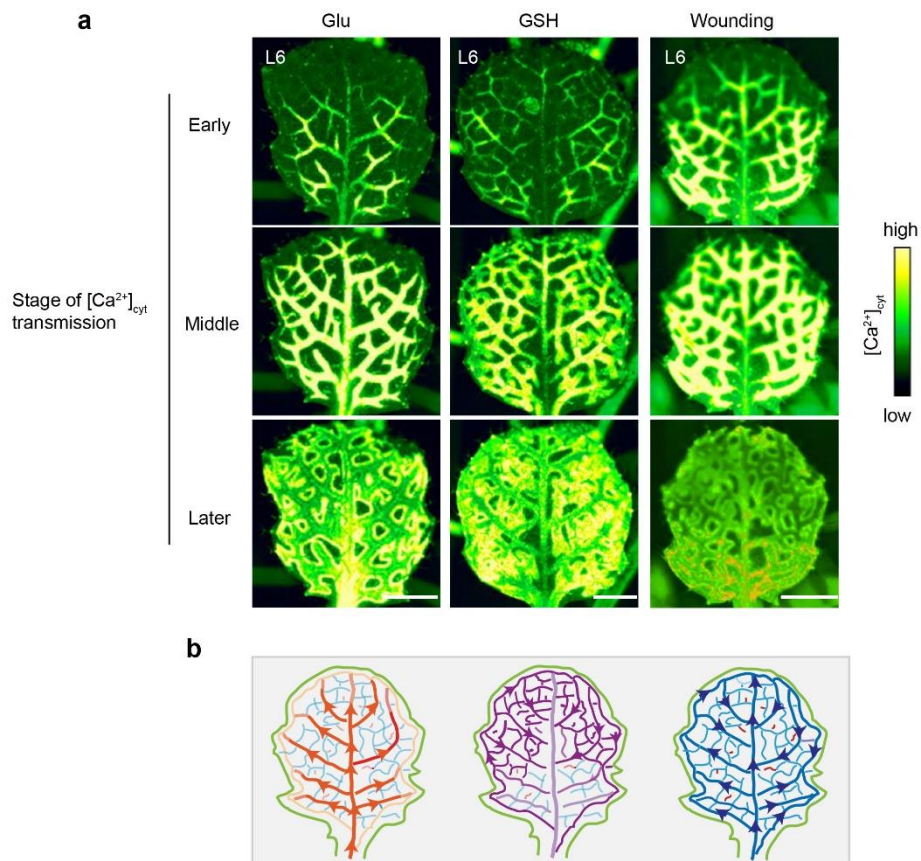 a
Glu
GSH
Wounding
L6
L6
L6
Early
Middle
Later
Stage of [Ca²⁺]cyt
transmission
high
[Ca²⁺]cyt
low
b